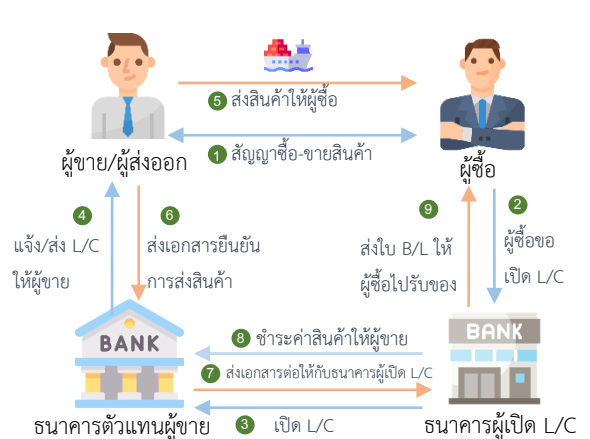 5 ส่งสินค้าให้ผู้ซื้อ
1 สัญญาซื้อ-ขายสินค้า
ผู้ขาย/ผู้ส่งออก
ผู้ซื้อ
4
แจ้ง/ส่ง L/C
ให้ผู้ขาย
6
ส่งเอกสารยืนยัน
การส่งสินค้า
9
ส่งใบ B/L ให้
ผู้ซื้อไปรับของ
2
ผู้ซื้อขอ
เปิด L/C
BANK
BANK
8 ชำระค่าสินค้าให้ผู้ขาย
7 ส่งเอกสารต่อให้กับธนาคารผู้เปิด L/C
3 เปิด L/C
ธนาคารตัวแทนผู้ขาย
ธนาคารผู้เปิด L/C